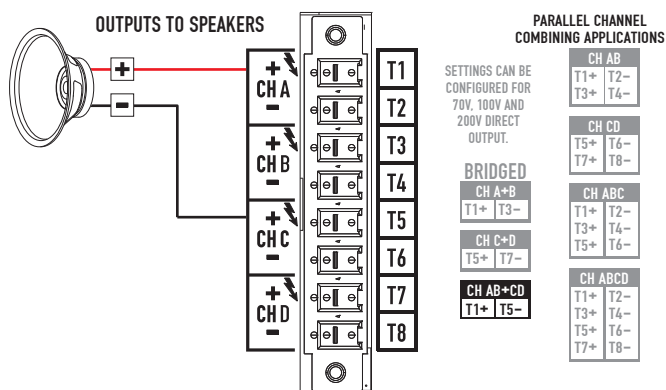 OUTPUTS TO SPEAKERS
+
-
+
CH A
-
+
CH B
-
+
CH C
-
+
CH D
-
T1
T2
T3
T4
T5
T6
T7
T8
SETTINGS CAN BE
CONFIGURED FOR
70V, 100V AND
200V DIRECT
OUTPUT.
BRIDGED
CH A+B
T1+ T3-
CH C+D
T5+ T7-
CH AB+CD
T1+ T5-
PARALLEL CHANNEL
COMBINING APPLICATIONS
CH AB
T1+ T2-
T3+ T4-
CH CD
T5+ T6-
T7+ T8-
CH ABC
T1+ T2-
T3+ T4-
T5+ T6-
CH ABCD
T1+ T2-
T3+ T4-
T5+ T6-
T7+ T8-